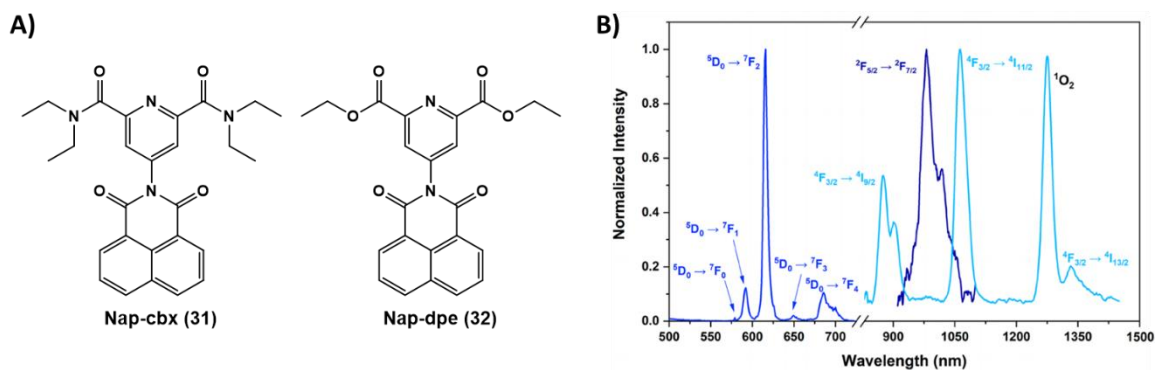 A)
O
N
O
N
N
O
N
O
Nap-cbx (31)
O
O
N
O
O
O
N
O
Nap-dpe (32)
B)
Normalized Intensity
1.0
0.8
0.6
0.4
0.2
0.0
⁵D₀ → ⁷F₂
²F₅/₂ → ²F₇/₂
⁴F₃/₂ → ⁴I₁₁/₂
¹O₂
⁴F₃/₂ → ⁴I₉/₂
⁵D₀ → ⁷F₁
⁵D₀ → ⁷F₀
⁵D₀ → ⁷F₃
⁵D₀ → ⁷F₄
⁴F₃/₂ → ⁴I₁₃/₂
500 550 600 650 700 900 1050 1200 1350 1500
Wavelength (nm)